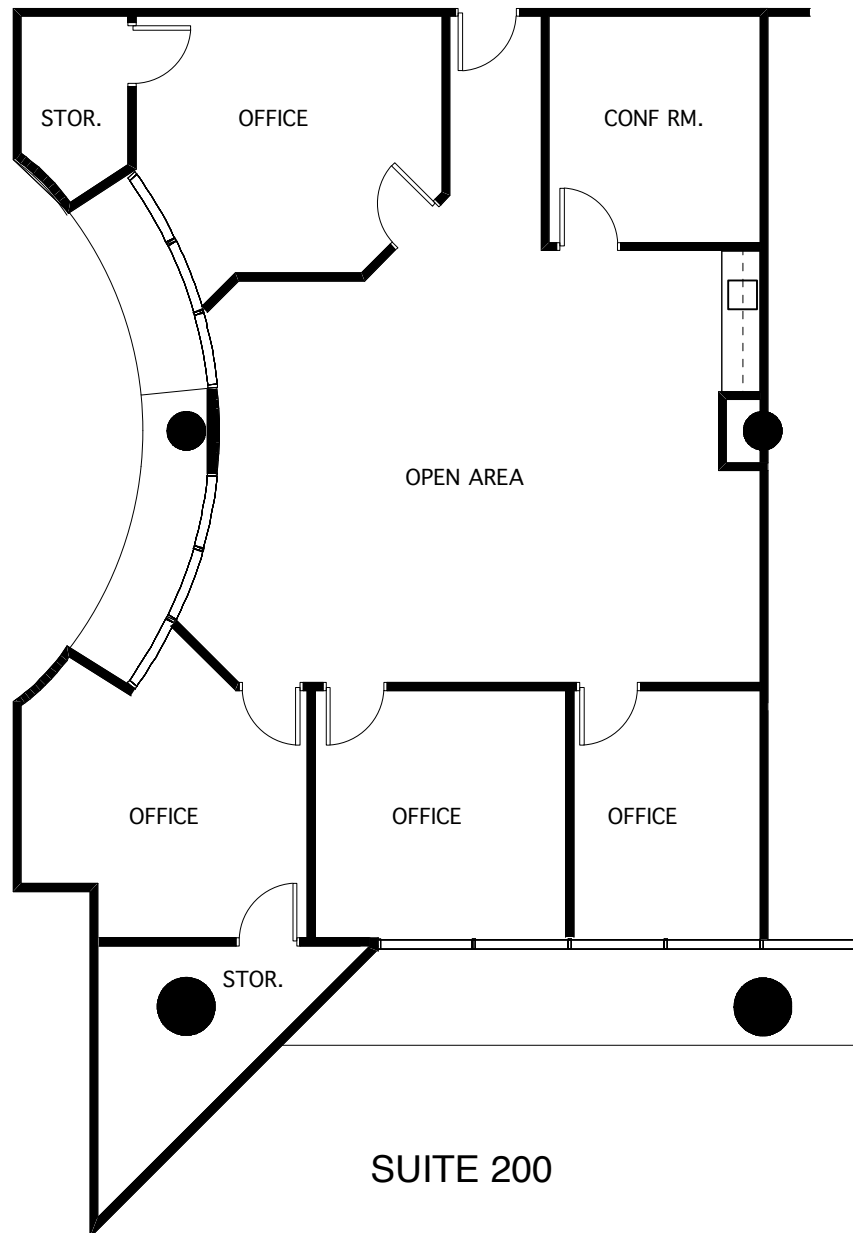 STOR.
OFFICE
CONF RM.
OPEN AREA
OFFICE
OFFICE
OFFICE
STOR.
SUITE 200